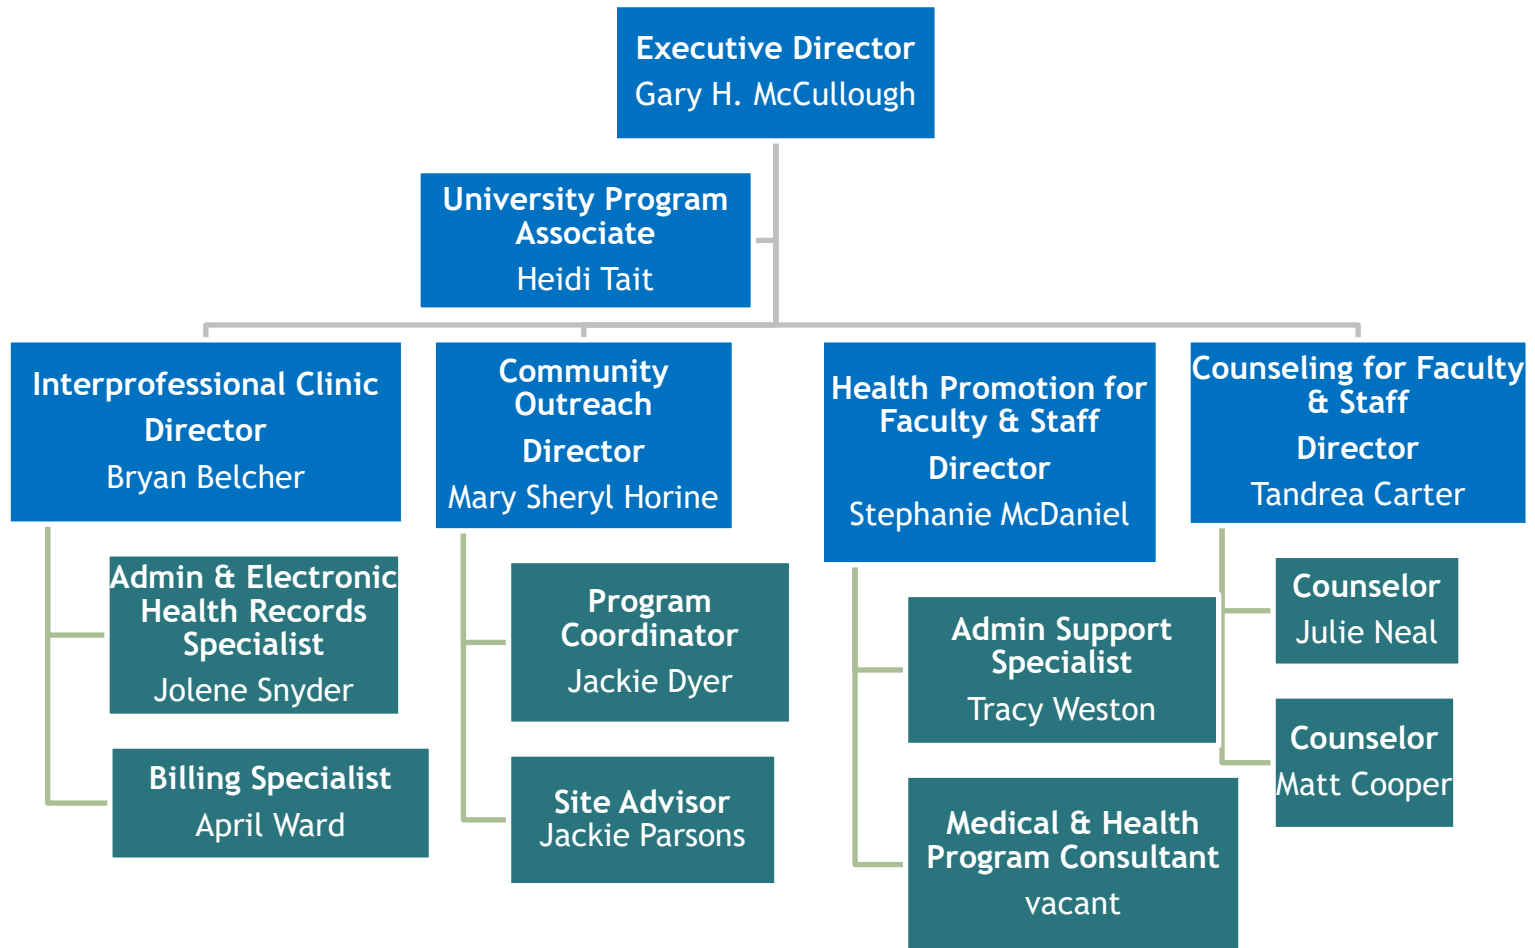 Executive Director
Gary H. McCullough
University Program
Associate
Heidi Tait
Interprofessional Clinic
Director
Bryan Belcher
Community
Outreach
Director
Mary Sheryl Horine
Health Promotion for
Faculty & Staff
Director
Stephanie McDaniel
Counseling for Faculty
& Staff
Director
Tandrea Carter
Admin & Electronic
Health Records
Specialist
Jolene Snyder
Billing Specialist
April Ward
Program
Coordinator
Jackie Dyer
Site Advisor
Jackie Parsons
Admin Support
Specialist
Tracy Weston
Medical & Health
Program Consultant
vacant
Counselor
Julie Neal
Counselor
Matt Cooper